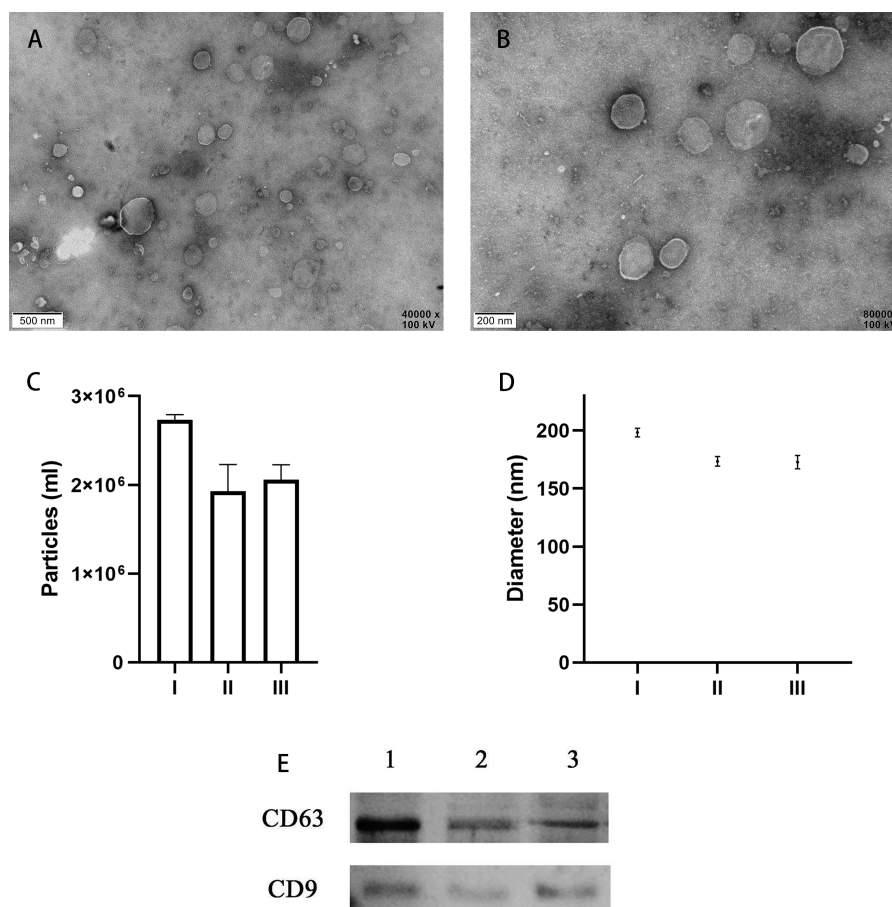 A
500 nm
40000 x
100 kV
B
200 nm
80000
100 kV
C
Particles (ml)
3×10⁶
2×10⁶
1×10⁶
0
I II III
D
Diameter (nm)
200
150
100
50
0
I II III
E
1 2 3
CD63
CD9